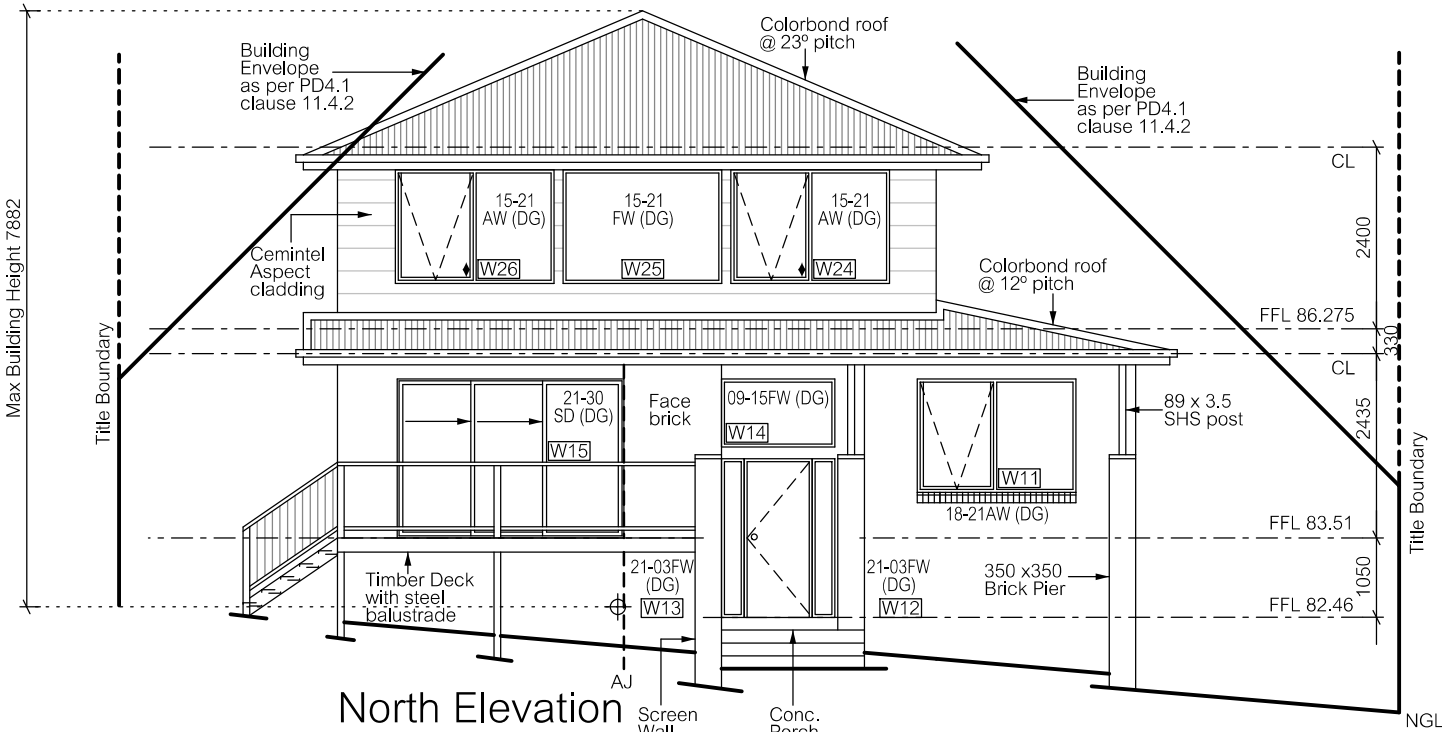 Max Building Height 7882
Title Boundary
Building
Envelope
as per PD4.1
clause 11.4.2
Colorbond roof
@ 23º pitch
Building
Envelope
as per PD4.1
clause 11.4.2
CL
2400
15-21
AW (DG)
W26
15-21
FW (DG)
W25
15-21
AW (DG)
W24
Cemintel
Aspect
cladding
Colorbond roof
@ 12º pitch
FFL 86.275
330
CL
21-30
SD (DG)
W15
Face
brick
09-15FW (DG)
W14
W11
18-21AW (DG)
89 x 3.5
SHS post
2435
Title Boundary
FFL 83.51
Timber Deck
with steel
balustrade
21-03FW
(DG)
W13
21-03FW
(DG)
W12
350 x350
Brick Pier
1050
FFL 82.46
AJ
North Elevation
Screen
Wall
Conc.
Porch
NGL